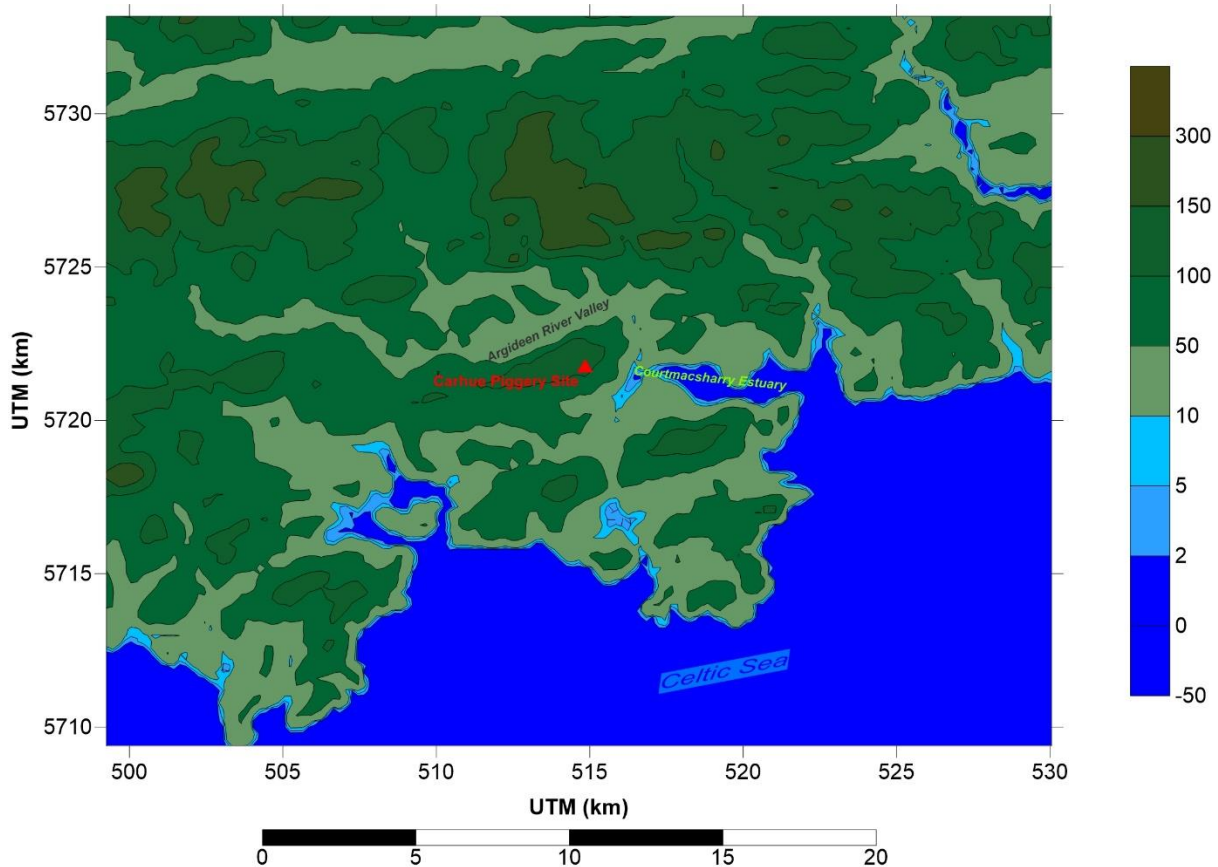 5730
5725
5720
5715
5710
UTM (km)
Argideen River Valley
Carhue Piggery Site
Courtmacsharry Estuary
Celtic Sea
500 505 510 515 520 525 530
UTM (km)
0 5 10 15 20
300
150
100
50
10
5
2
0
-50